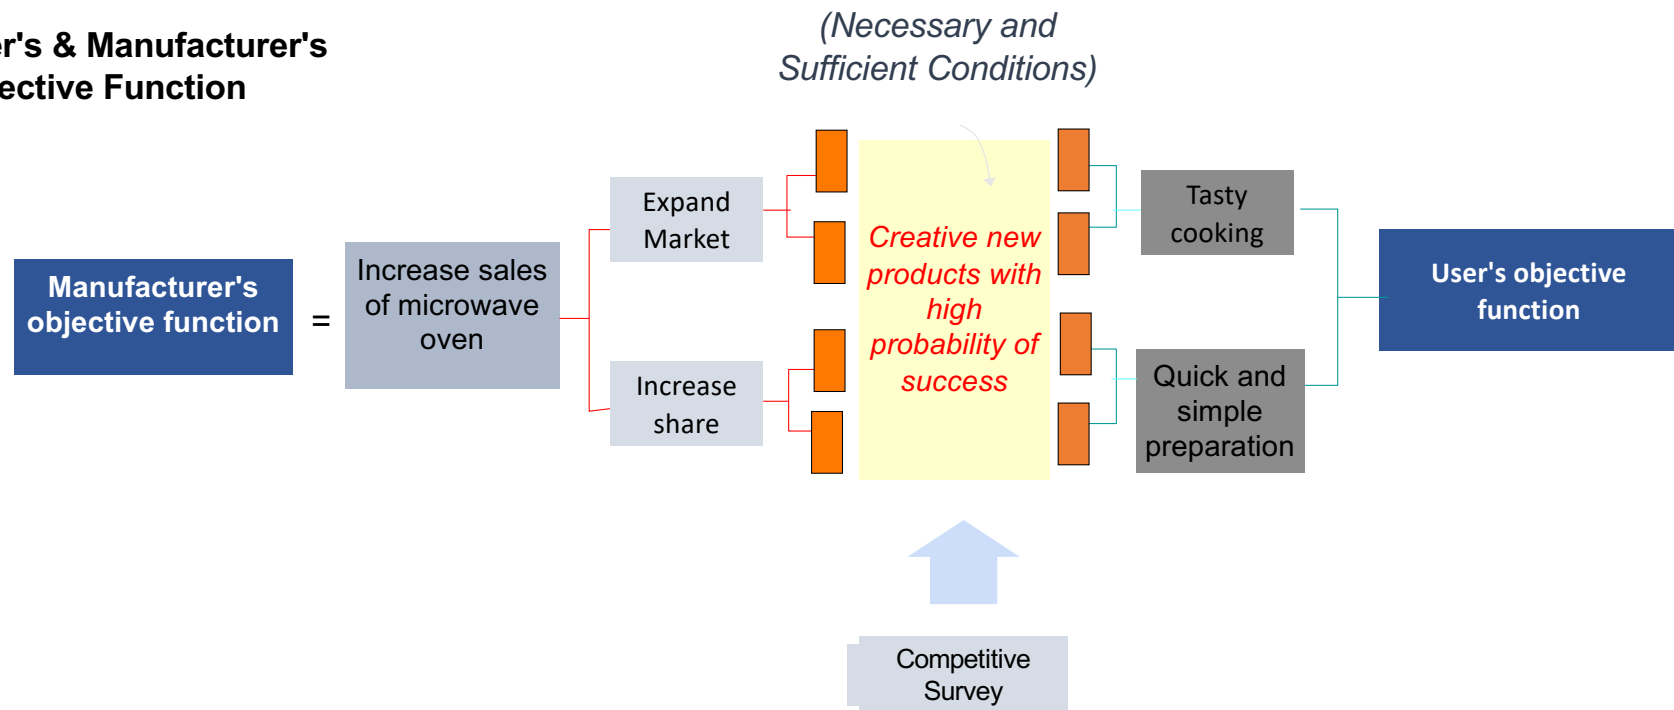 er's & Manufacturer's
ective Function
(Necessary and
Sufficient Conditions)
Manufacturer's
objective function
=
Increase sales
of microwave
oven
Expand
Market
Increase
share
Creative new
products with
high
probability of
success
Tasty
cooking
Quick and
simple
preparation
User's objective
function
Competitive
Survey